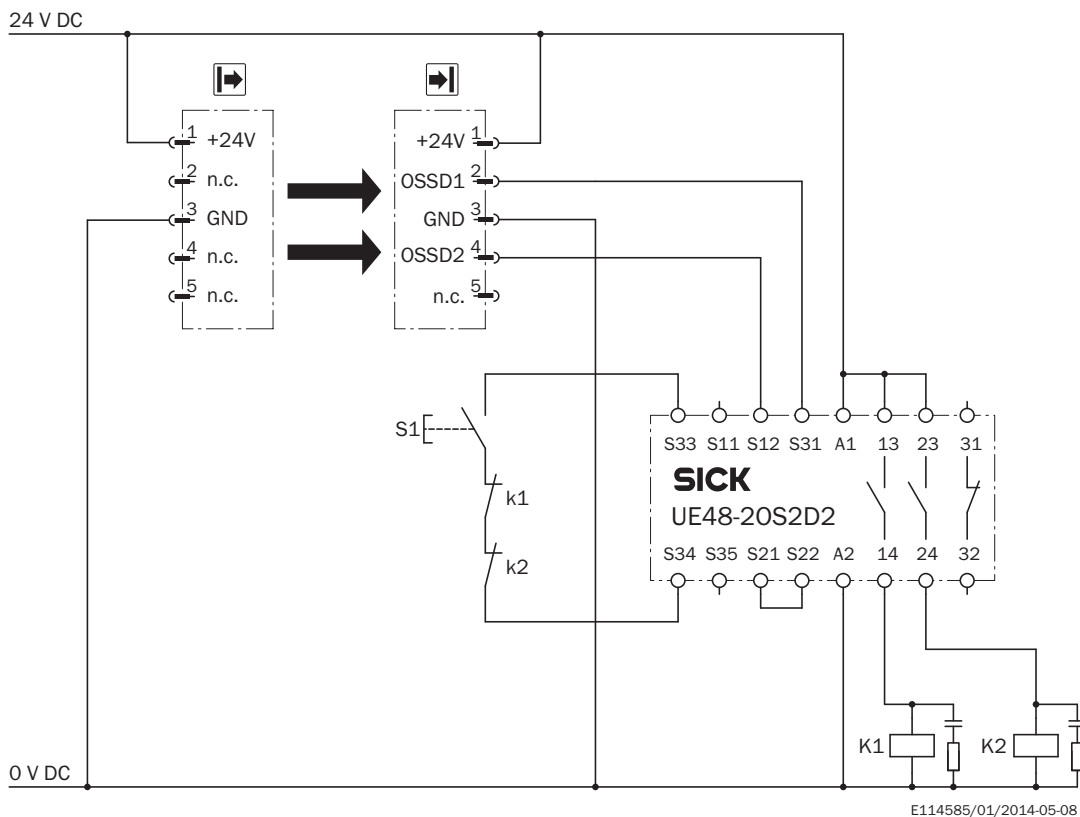 24 V DC
1 +24V
2 n.c.
3 GND
4 n.c.
5 n.c.
+24V 1
OSSD1 2
GND 3
OSSD2 4
n.c. 5
S1
k1
k2
S33 S11 S12 S31 A1 13 23 31
SICK
UE48-20S2D2
S34 S35 S21 S22 A2 14 24 32
K1
K2
0 V DC
E114585/01/2014-05-08